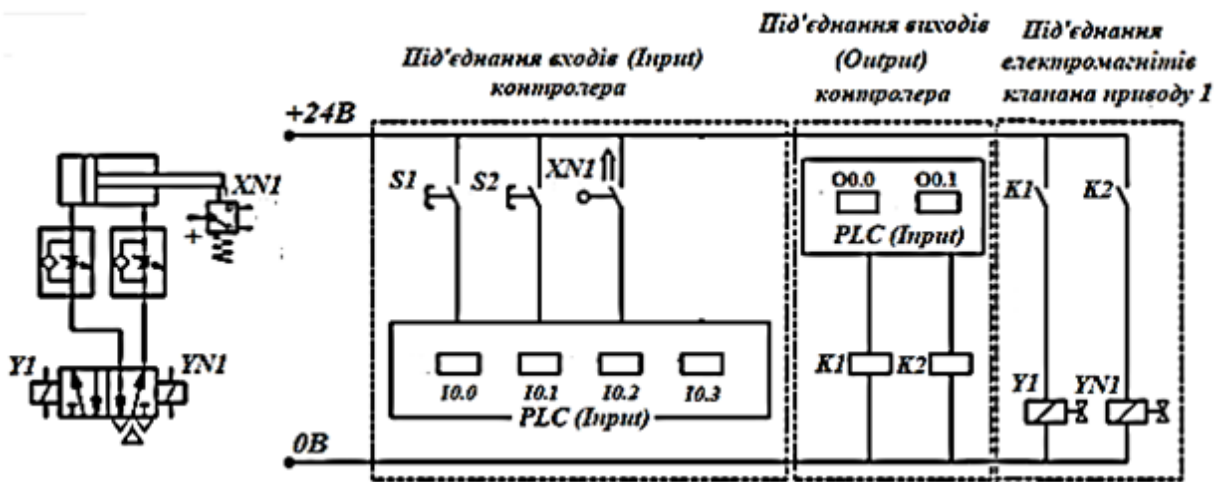 Під'єднання входів (Input)
контролера
Під'єднання виходів
(Output)
контролера
Під'єднання
електромагнітів
клапана приводу 1
+24В
XN1
+
Y1
YN1
S1
S2
XN1
I0.0
I0.1
I0.2
I0.3
PLC (Input)
O0.0
O0.1
PLC (Input)
K1
K2
K1
K2
Y1
YN1
0В